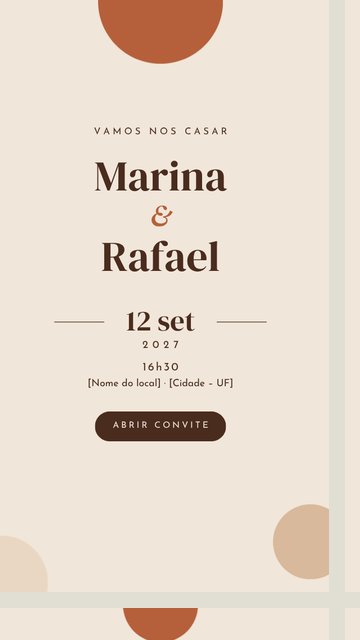 VAMOS NOS CASAR
Marina
&
Rafael
12 set
2027
16h30
[Nome do local] · [Cidade – UF]
ABRIR CONVITE